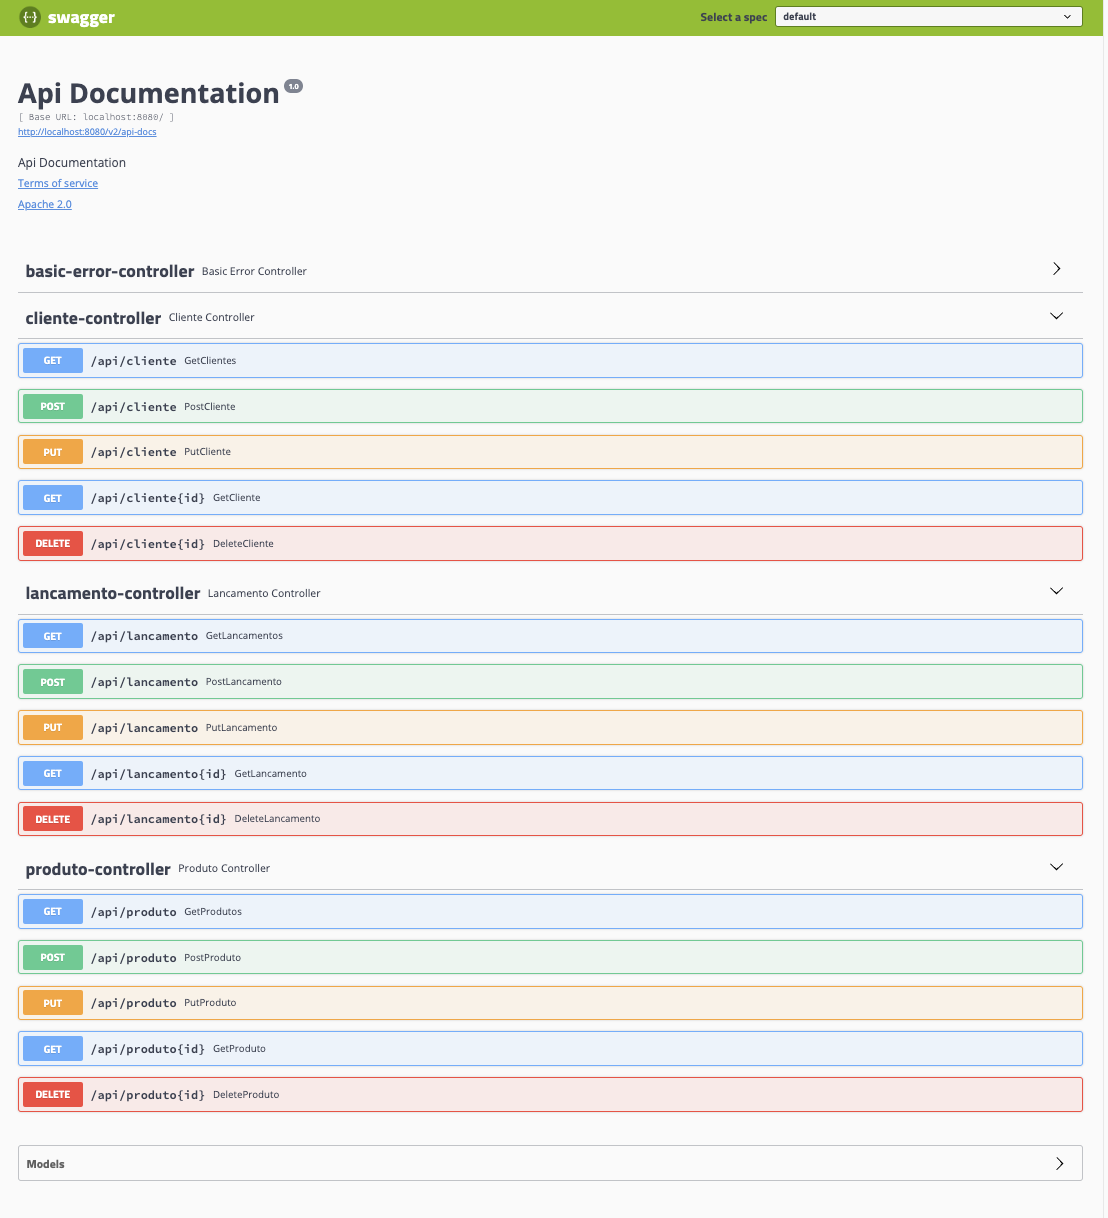 swagger
Select a spec default
Api Documentation 1.0
[ Base URL: localhost:8080/ ]
http://localhost:8080/v2/api-docs
Api Documentation
Terms of service
Apache 2.0
basic-error-controller Basic Error Controller
cliente-controller Cliente Controller
GET /api/cliente GetClientes
POST /api/cliente PostCliente
PUT /api/cliente PutCliente
GET /api/cliente{id} GetCliente
DELETE /api/cliente{id} DeleteCliente
lancamento-controller Lancamento Controller
GET /api/lancamento GetLancamentos
POST /api/lancamento PostLancamento
PUT /api/lancamento PutLancamento
GET /api/lancamento{id} GetLancamento
DELETE /api/lancamento{id} DeleteLancamento
produto-controller Produto Controller
GET /api/produto GetProdutos
POST /api/produto PostProduto
PUT /api/produto PutProduto
GET /api/produto{id} GetProduto
DELETE /api/produto{id} DeleteProduto
Models